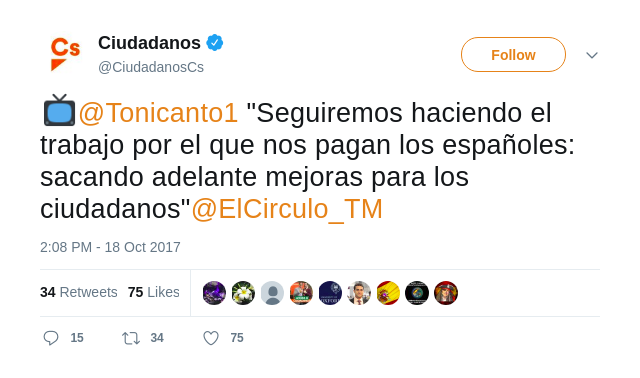 Cs
Ciudadanos
@CiudadanosCs
Follow
@Tonicanto1 "Seguiremos haciendo el
trabajo por el que nos pagan los españoles:
sacando adelante mejoras para los
ciudadanos"@ElCirculo_TM
2:08 PM - 18 Oct 2017
34 Retweets 75 Likes
15 34 75